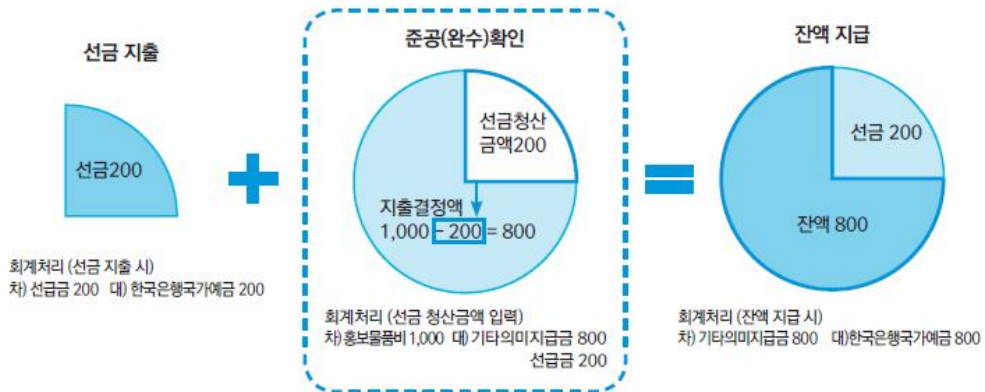 선금 지출
선금200
회계처리 (선금 지출 시)
차) 선급금 200 대) 한국은행국가예금 200
준공(완수)확인
선금청산
금액200
지출결정액
1,000 - 200 = 800
회계처리 (선금 청산금액 입력)
차) 홍보물품비 1,000 대) 기타의미지급금 800
선급금 200
잔액 지급
선금 200
잔액 800
회계처리 (잔액 지급 시)
차) 기타의미지급금 800 대)한국은행국가예금 800